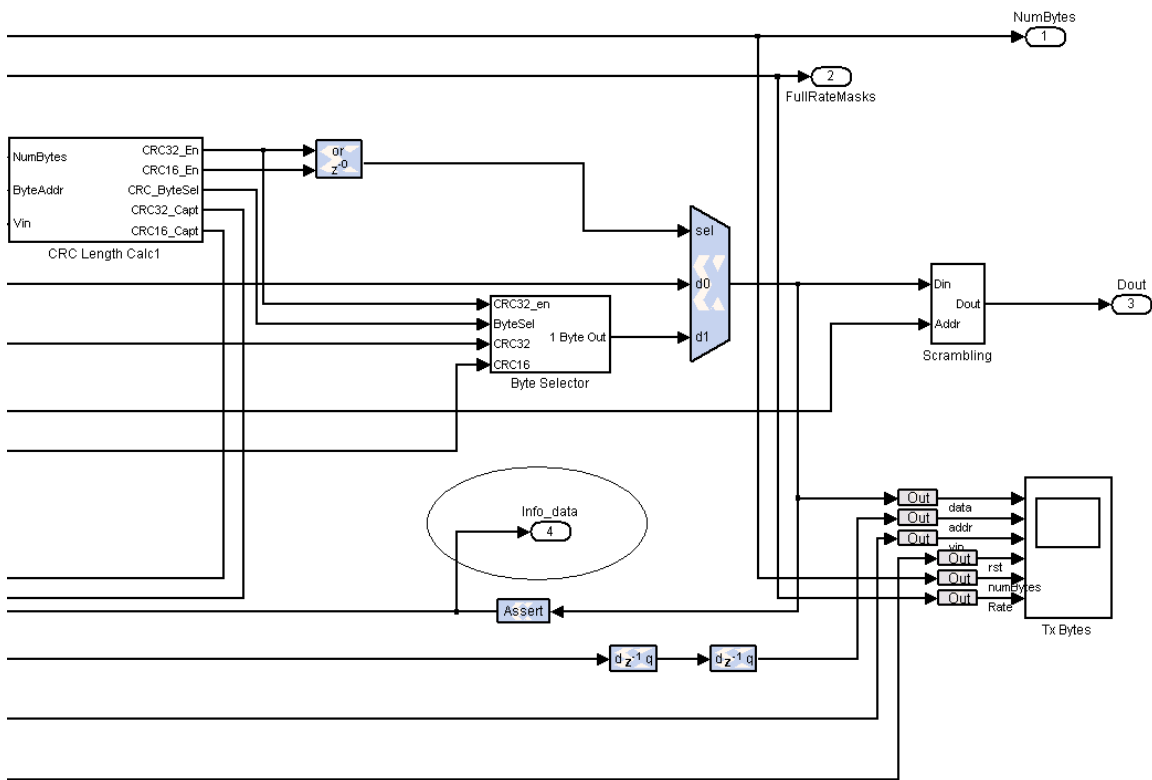 NumBytes
1
2
FullRateMasks
NumBytes
ByteAddr
Vin
CRC32_En
CRC16_En
CRC_ByteSel
CRC32_Capt
CRC16_Capt
CRC Length Calc1
or
z-0
sel
d0
d1
CRC32_en
ByteSel
CRC32
CRC16
1 Byte Out
Byte Selector
Din
Addr
Dout
Scrambling
Dout
3
Info_data
4
Assert
Out
data
Out
addr
Out
vin
Out
rst
Out
numBytes
Out
Rate
Tx Bytes
d z-1 q
d z-1 q